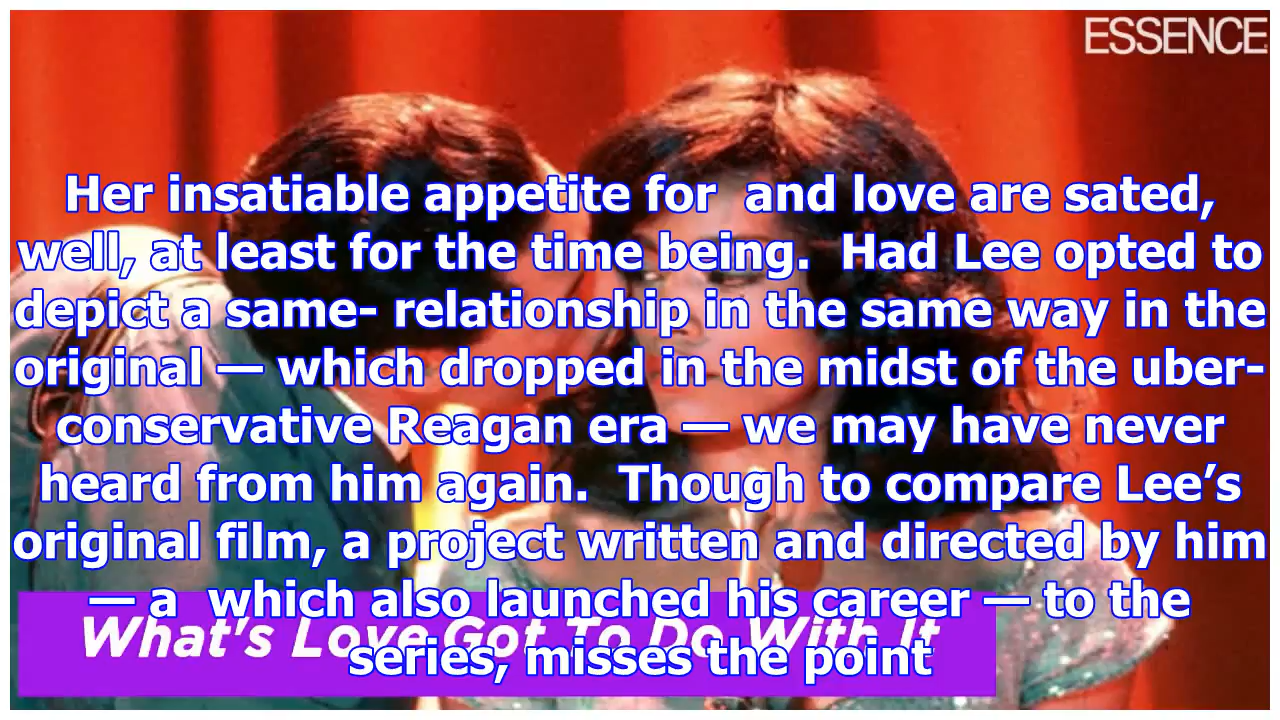 ESSENCE
Her insatiable appetite for  and love are sated,
well, at least for the time being.  Had Lee opted to
depict a same- relationship in the same way in the
original — which dropped in the midst of the uber-
conservative Reagan era — we may have never
heard from him again.  Though to compare Lee’s
original film, a project written and directed by him
— a  which also launched his career — to the
series, misses the point
What's Love Got To Do With It